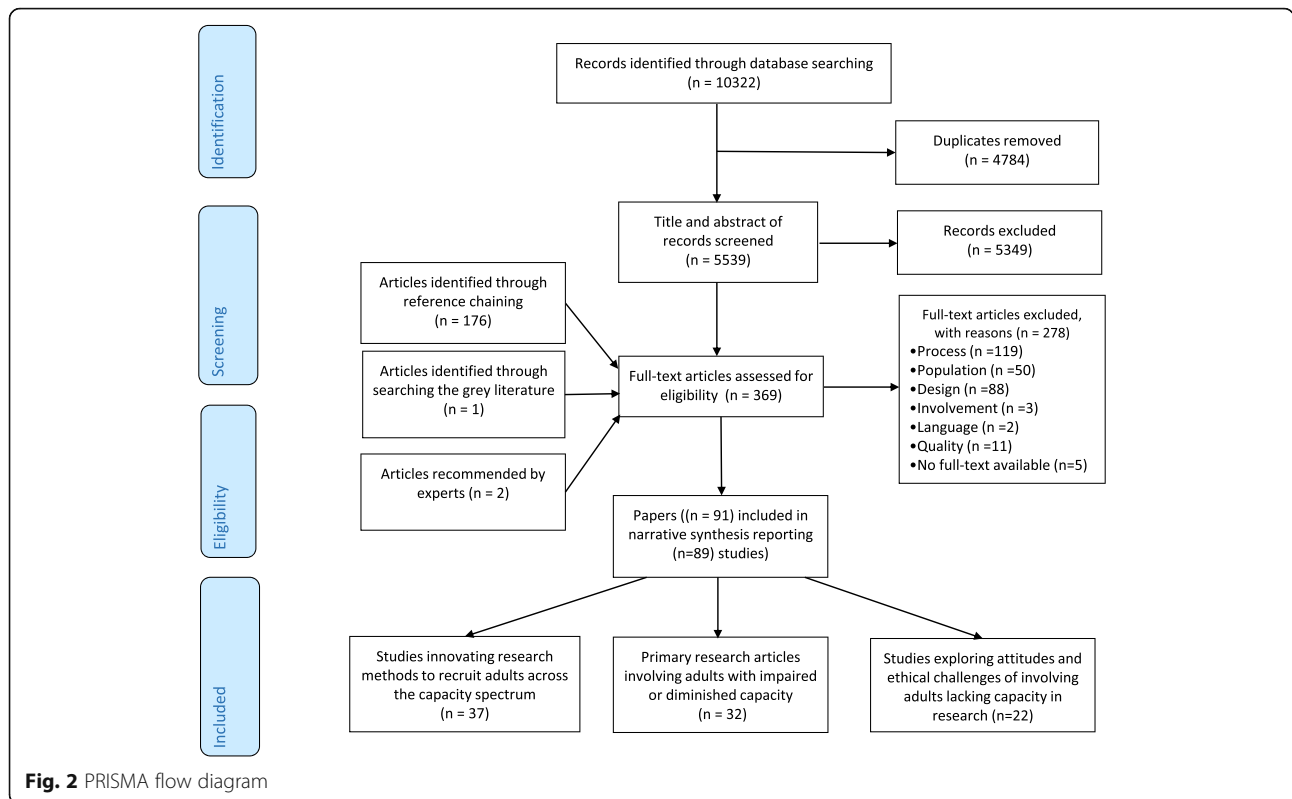 Identification
Records identified through database searching
(n = 10322)
Duplicates removed
(n = 4784)
Screening
Title and abstract of
records screened
(n = 5539)
Records excluded
(n = 5349)
Articles identified through
reference chaining
(n = 176)
Articles identified through
searching the grey literature
(n = 1)
Articles recommended by
experts (n = 2)
Eligibility
Full-text articles assessed for
eligibility (n = 369)
Full-text articles excluded,
with reasons (n = 278)
•Process (n =119)
•Population (n =50)
•Design (n =88)
•Involvement (n =3)
•Language (n =2)
•Quality (n =11)
•No full-text available (n=5)
Papers ((n = 91) included in
narrative synthesis reporting
(n=89) studies)
Included
Studies innovating research
methods to recruit adults across
the capacity spectrum
(n = 37)
Primary research articles
involving adults with impaired
or diminished capacity
(n = 32)
Studies exploring attitudes and
ethical challenges of involving
adults lacking capacity in
research (n=22)
Fig. 2 PRISMA flow diagram